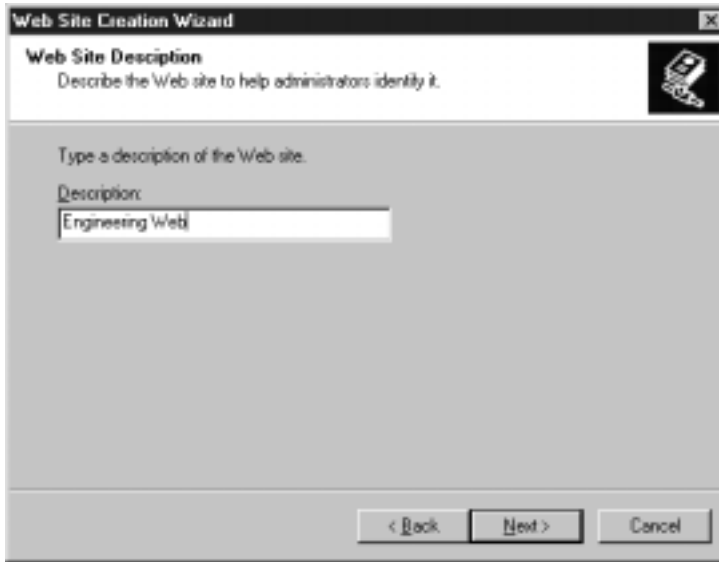 Web Site Creation Wizard
Web Site Desciption
Describe the Web site to help administrators identify it.
Type a description of the Web site.
Description:
Engineering Web
< Back
Next >
Cancel